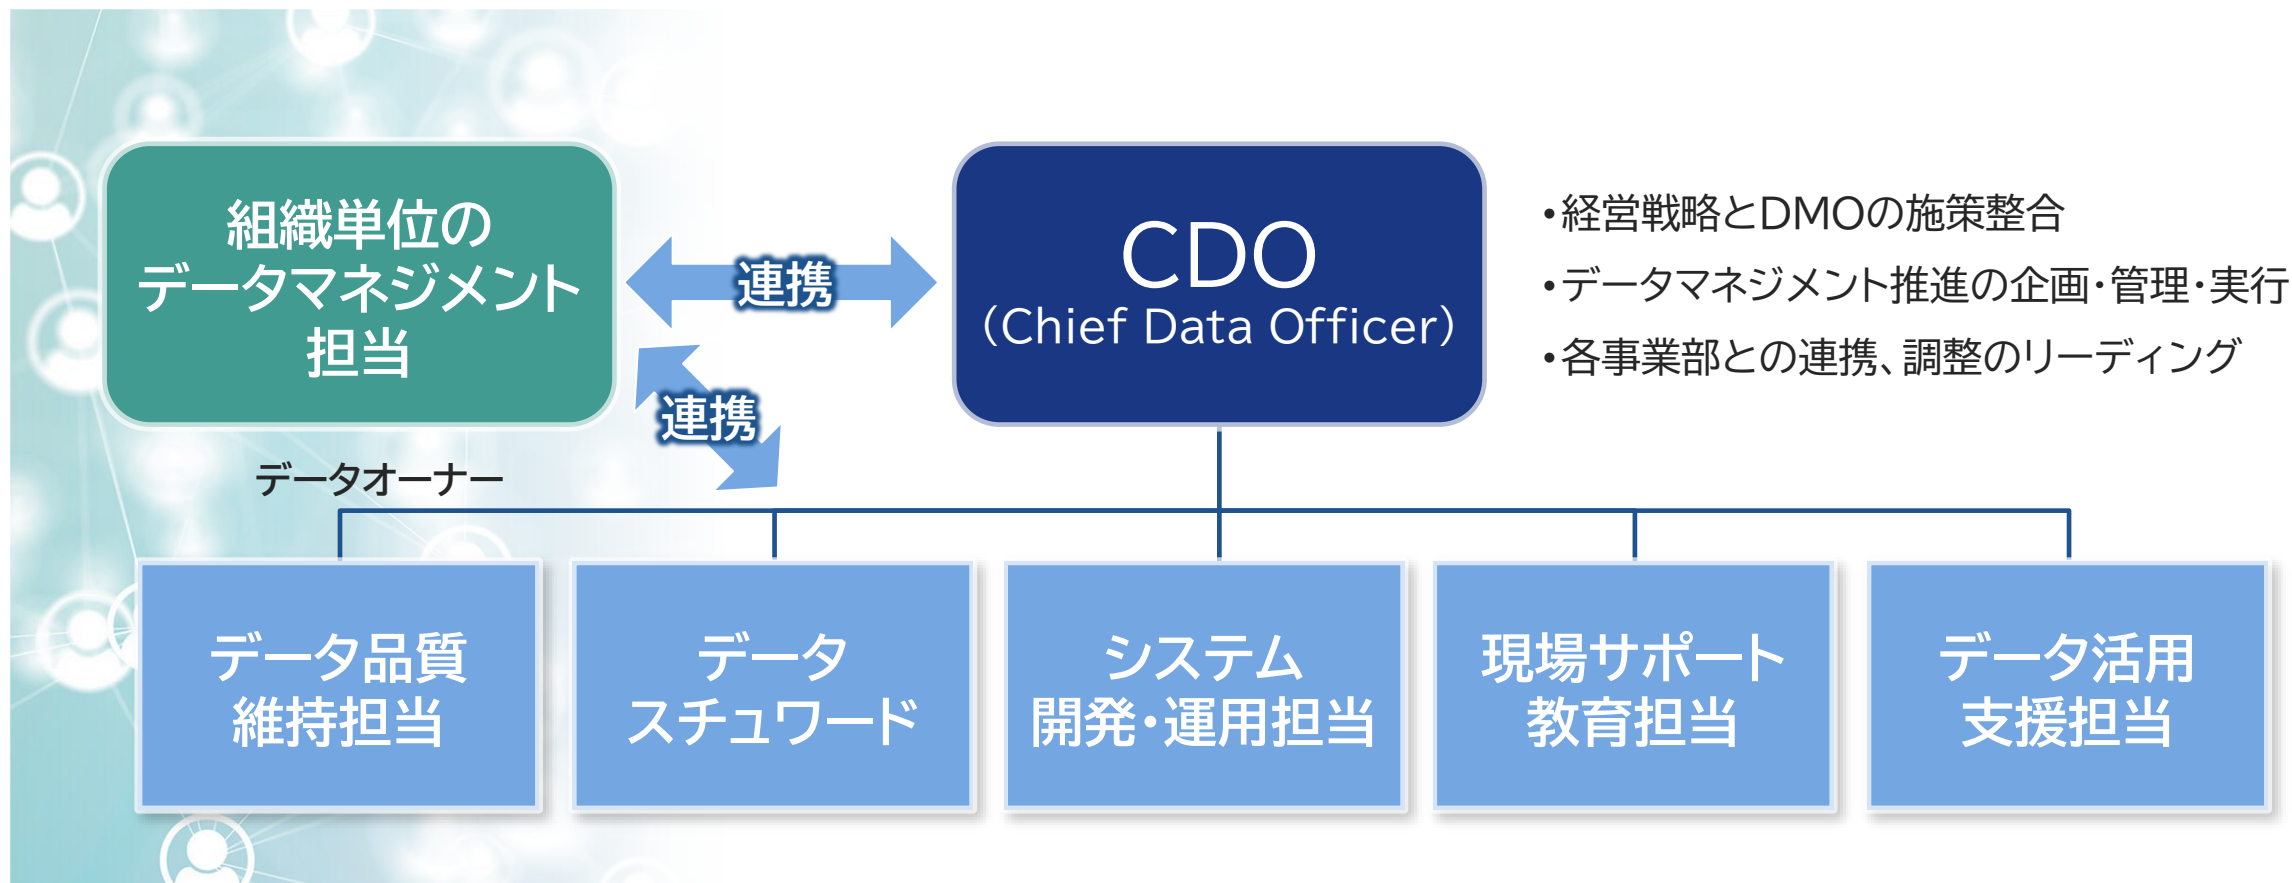 組織単位の
データマネジメント
担当
連携
CDO
（Chief Data Officer）
・経営戦略とDMOの施策整合
・データマネジメント推進の企画・管理・実行
・各事業部との連携、調整のリーディング
連携
データオーナー
データ品質
維持担当
データ
スチュワード
システム
開発・運用担当
現場サポート
教育担当
データ活用
支援担当